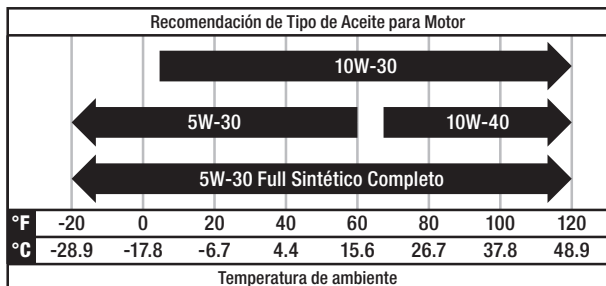 Recomendación de Tipo de Aceite para Motor
10W-30
5W-30 10W-40
5W-30 Full Sintético Completo
°F -20 0 20 40 60 80 100 120
°C -28.9 -17.8 -6.7 4.4 15.6 26.7 37.8 48.9
Temperatura de ambiente